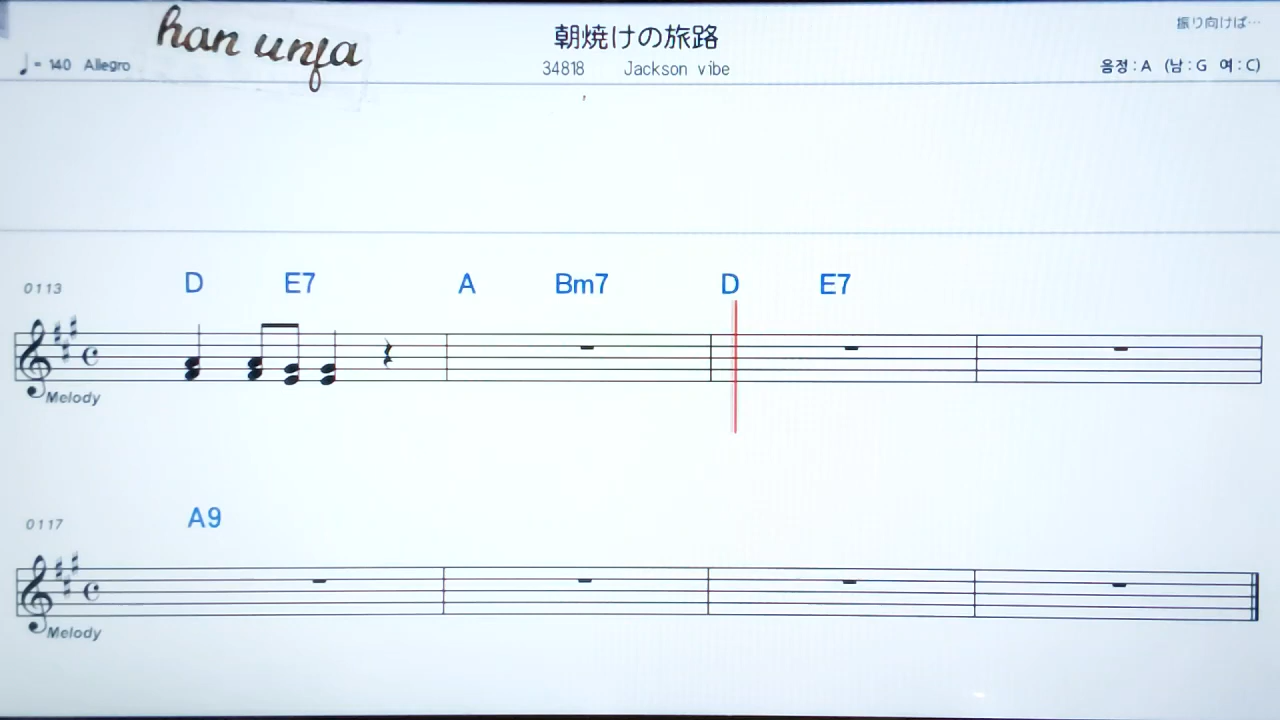 han unfa
朝焼けの旅路
振り向けば…
♩= 140 Allegro
34818 Jackson vibe
음정 : A (남 : G 여 : C)
0113 D E7 A Bm7 D E7
Melody
0117 A9
Melody